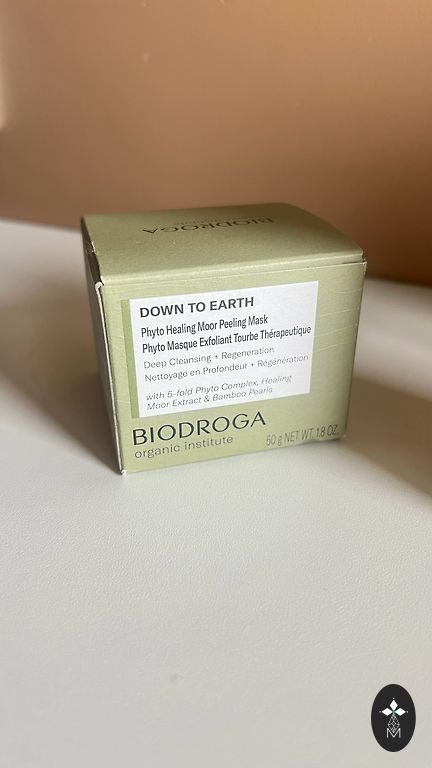 BIODROGA
DOWN TO EARTH
Phyto Healing Moor Peeling Mask
Phyto Masque Exfoliant Tourbe Thérapeutique
Deep Cleansing + Regeneration
Nettoyage en Profondeur + Régénération
with 5-fold Phyto Complex, Healing
Moor Extract & Bamboo Pearls
BIODROGA
organic institute
50 g NET WT. 1.8 OZ.
M